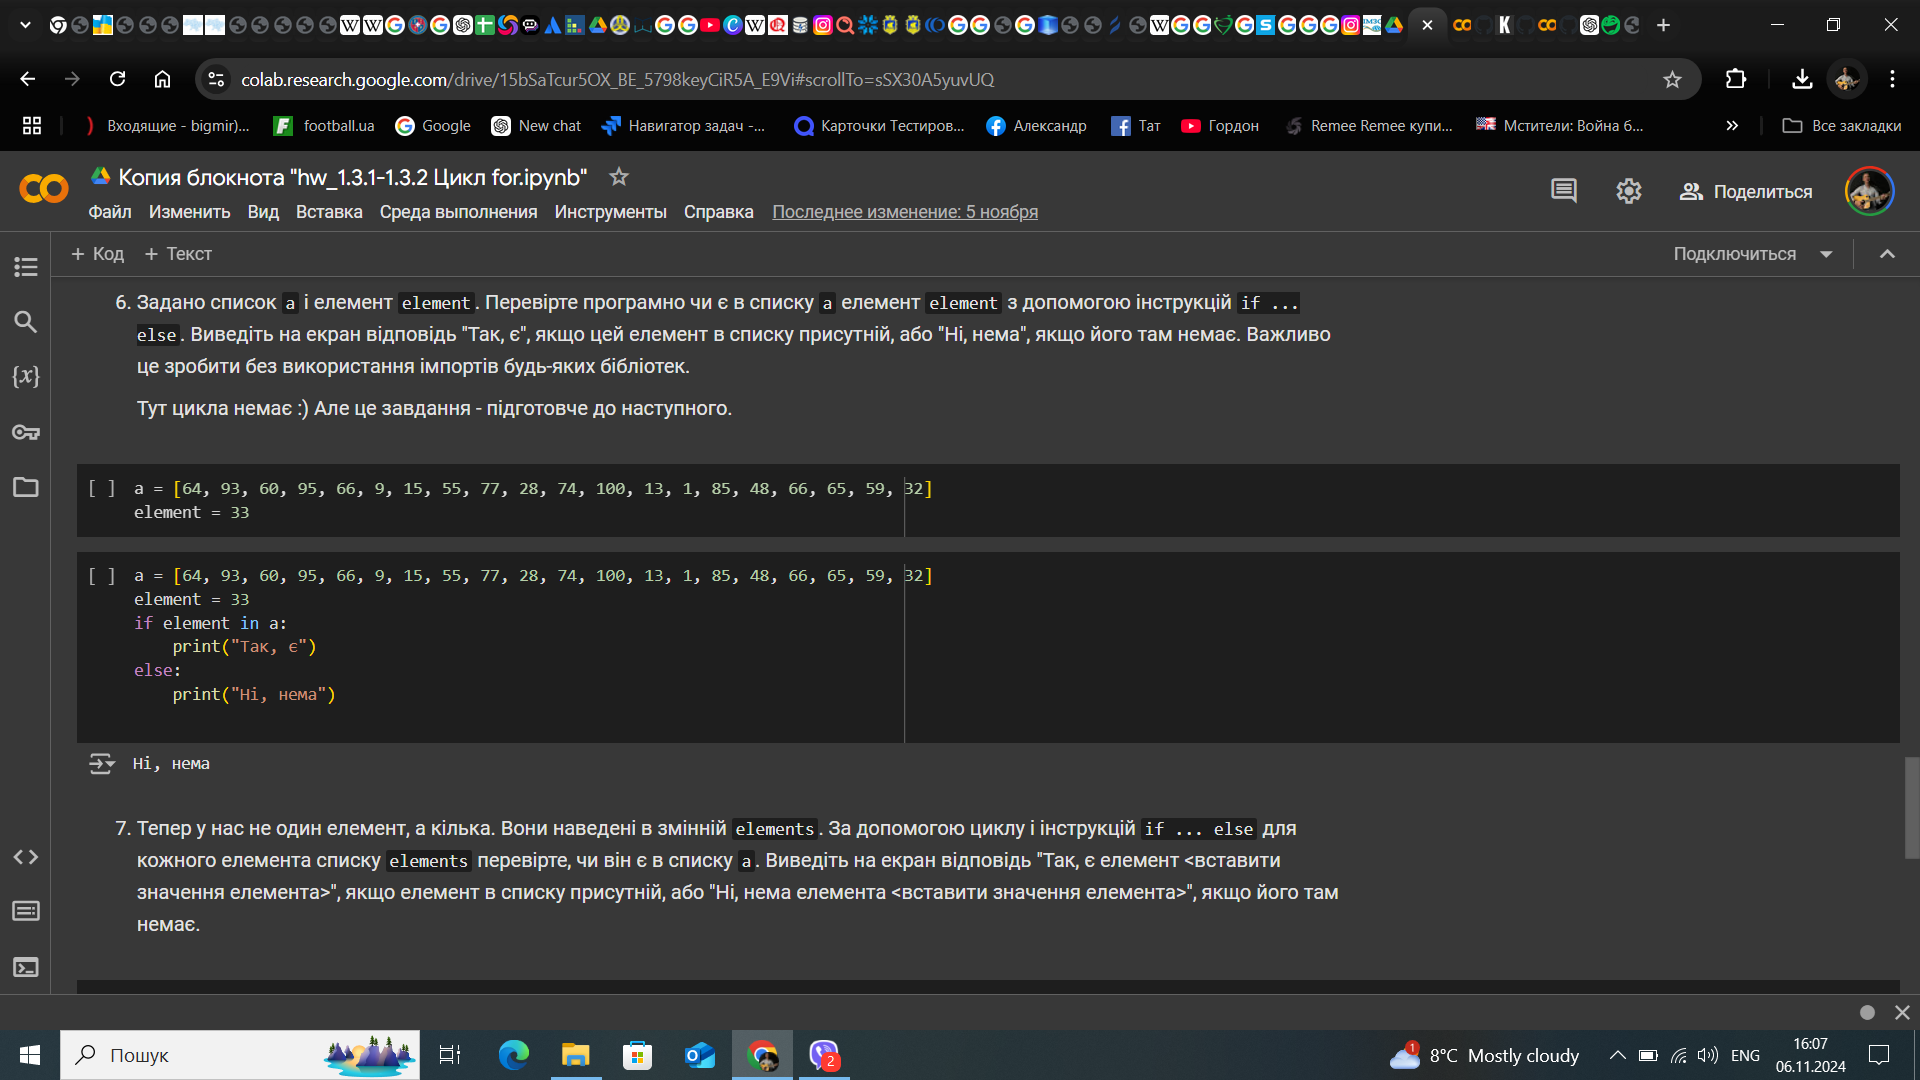 colab.research.google.com/drive/15bSaTcur5OX_BE_5798keyCiR5A_E9Vi#scrollTo=sSX30A5yuvUQ
Входящие - bigmir)...
football.ua
Google
New chat
Навигатор задач -...
Карточки Тестиров...
Александр
Тат
Гордон
Remee Remee купи...
Мстители: Война б...
Все закладки
Копия блокнота "hw_1.3.1-1.3.2 Цикл for.ipynb"
Файл Изменить Вид Вставка Среда выполнения Инструменты Справка Последнее изменение: 5 ноября
Поделиться
+ Код + Текст
Подключиться
6. Задано список a і елемент element. Перевірте програмно чи є в списку a елемент element з допомогою інструкцій if ...
else. Виведіть на екран відповідь "Так, є", якщо цей елемент в списку присутній, або "Ні, нема", якщо його там немає. Важливо
це зробити без використання імпортів будь-яких бібліотек.
Тут цикла немає :) Але це завдання - підготовче до наступного.
[ ] a = [64, 93, 60, 95, 66, 9, 15, 55, 77, 28, 74, 100, 13, 1, 85, 48, 66, 65, 59, 32]
element = 33
[ ] a = [64, 93, 60, 95, 66, 9, 15, 55, 77, 28, 74, 100, 13, 1, 85, 48, 66, 65, 59, 32]
element = 33
if element in a:
print("Так, є")
else:
print("Ні, нема")
Ні, нема
7. Тепер у нас не один елемент, а кілька. Вони наведені в змінній elements. За допомогою циклу і інструкцій if ... else для
кожного елемента списку elements перевірте, чи він є в списку a. Виведіть на екран відповідь "Так, є елемент <вставити
значення елемента>", якщо елемент в списку присутній, або "Ні, нема елемента <вставити значення елемента>", якщо його там
немає.
Пошук
2
1
8°C Mostly cloudy
ENG
16:07
06.11.2024